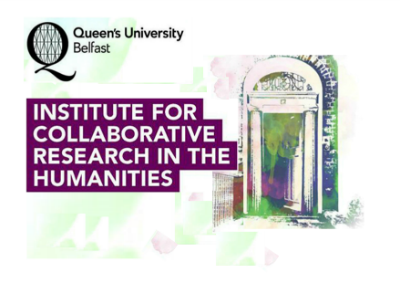 Queen's University
Belfast
INSTITUTE FOR
COLLABORATIVE
RESEARCH IN THE
HUMANITIES